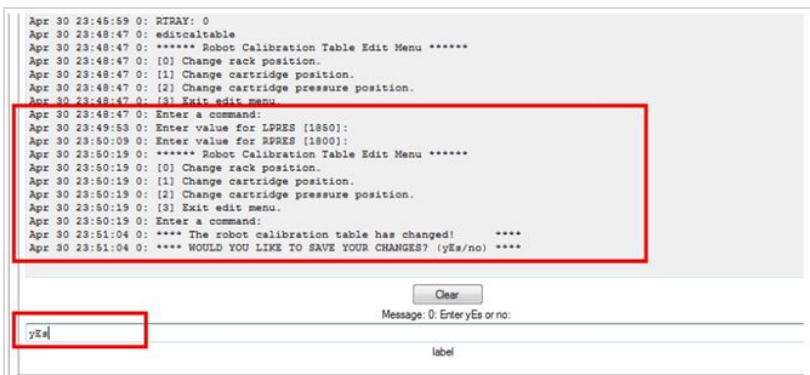 Apr 30 23:45:59 0: RTRAY: 0
Apr 30 23:48:47 0: editcaltable
Apr 30 23:48:47 0: ****** Robot Calibration Table Edit Menu ******
Apr 30 23:48:47 0: [0] Change rack position.
Apr 30 23:48:47 0: [1] Change cartridge position.
Apr 30 23:48:47 0: [2] Change cartridge pressure position.
Apr 30 23:48:47 0: [3] Exit edit menu.
Apr 30 23:48:47 0: Enter a command:
Apr 30 23:49:53 0: Enter value for LPRES [1850]:
Apr 30 23:50:09 0: Enter value for RPRES [1800]:
Apr 30 23:50:19 0: ****** Robot Calibration Table Edit Menu ******
Apr 30 23:50:19 0: [0] Change rack position.
Apr 30 23:50:19 0: [1] Change cartridge position.
Apr 30 23:50:19 0: [2] Change cartridge pressure position.
Apr 30 23:50:19 0: [3] Exit edit menu.
Apr 30 23:50:19 0: Enter a command:
Apr 30 23:51:04 0: **** The robot calibration table has changed! ****
Apr 30 23:51:04 0: **** WOULD YOU LIKE TO SAVE YOUR CHANGES? (yEs/no) ****
Clear
Message: 0: Enter yEs or no:
yEs
label